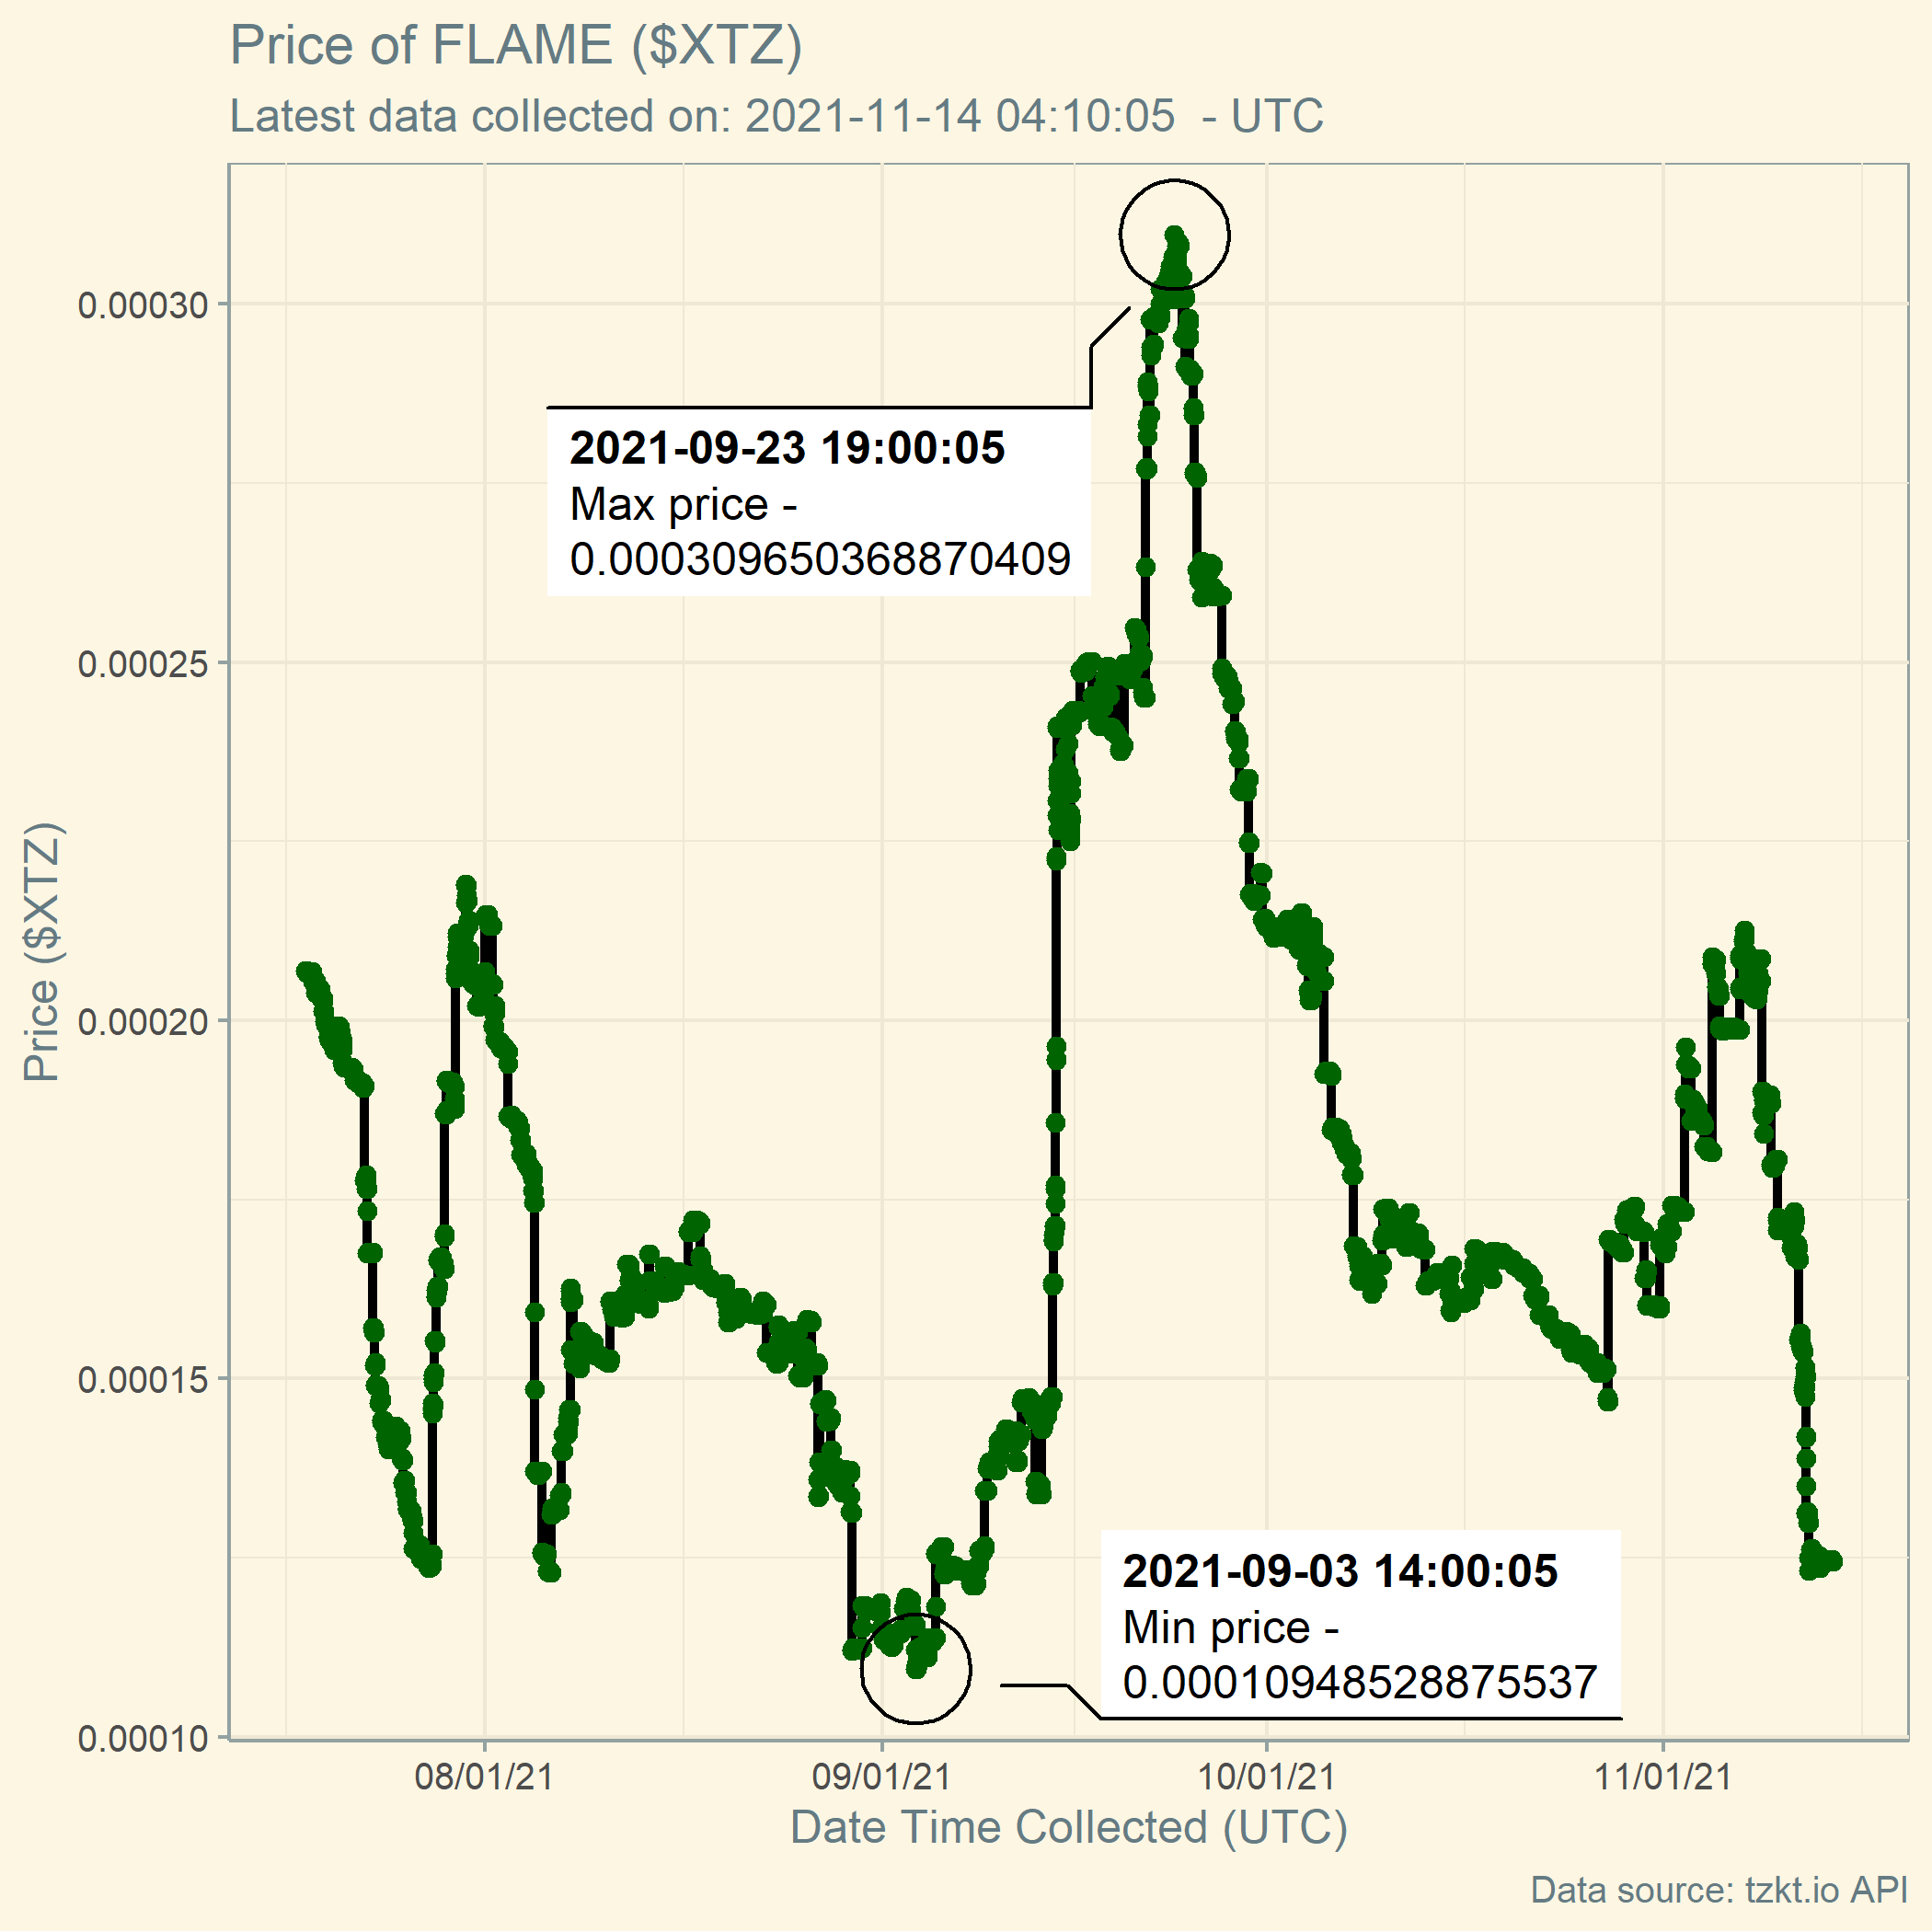 Price of FLAME ($XTZ)
Latest data collected on: 2021-11-14 04:10:05  - UTC
Price ($XTZ)
0.00030
0.00025
0.00020
0.00015
0.00010
2021-09-23 19:00:05
Max price -
0.000309650368870409
2021-09-03 14:00:05
Min price -
0.00010948528875537
08/01/21
09/01/21
10/01/21
11/01/21
Date Time Collected (UTC)
Data source: tzkt.io API